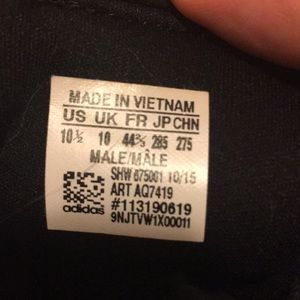 MADE IN VIETNAM
US UK FR JP CHN
10½ 10 44⅔ 285 275
MALE/MÂLE
SHW 675001 10/15
ART AQ7419
#113190619
9NJTVW1X00011
adidas